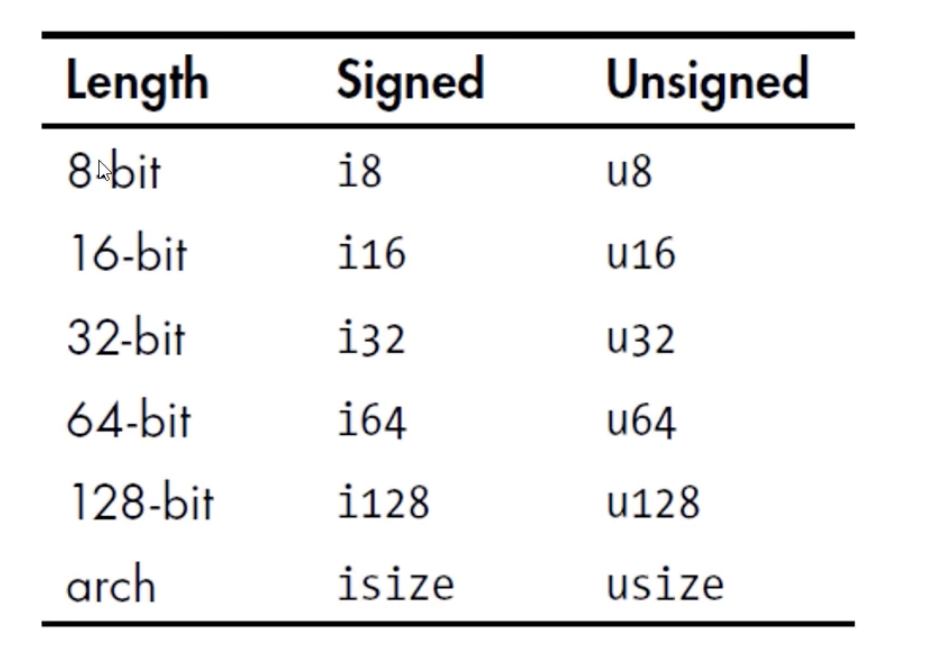 Length Signed Unsigned
8-bit i8 u8
16-bit i16 u16
32-bit i32 u32
64-bit i64 u64
128-bit i128 u128
arch isize usize